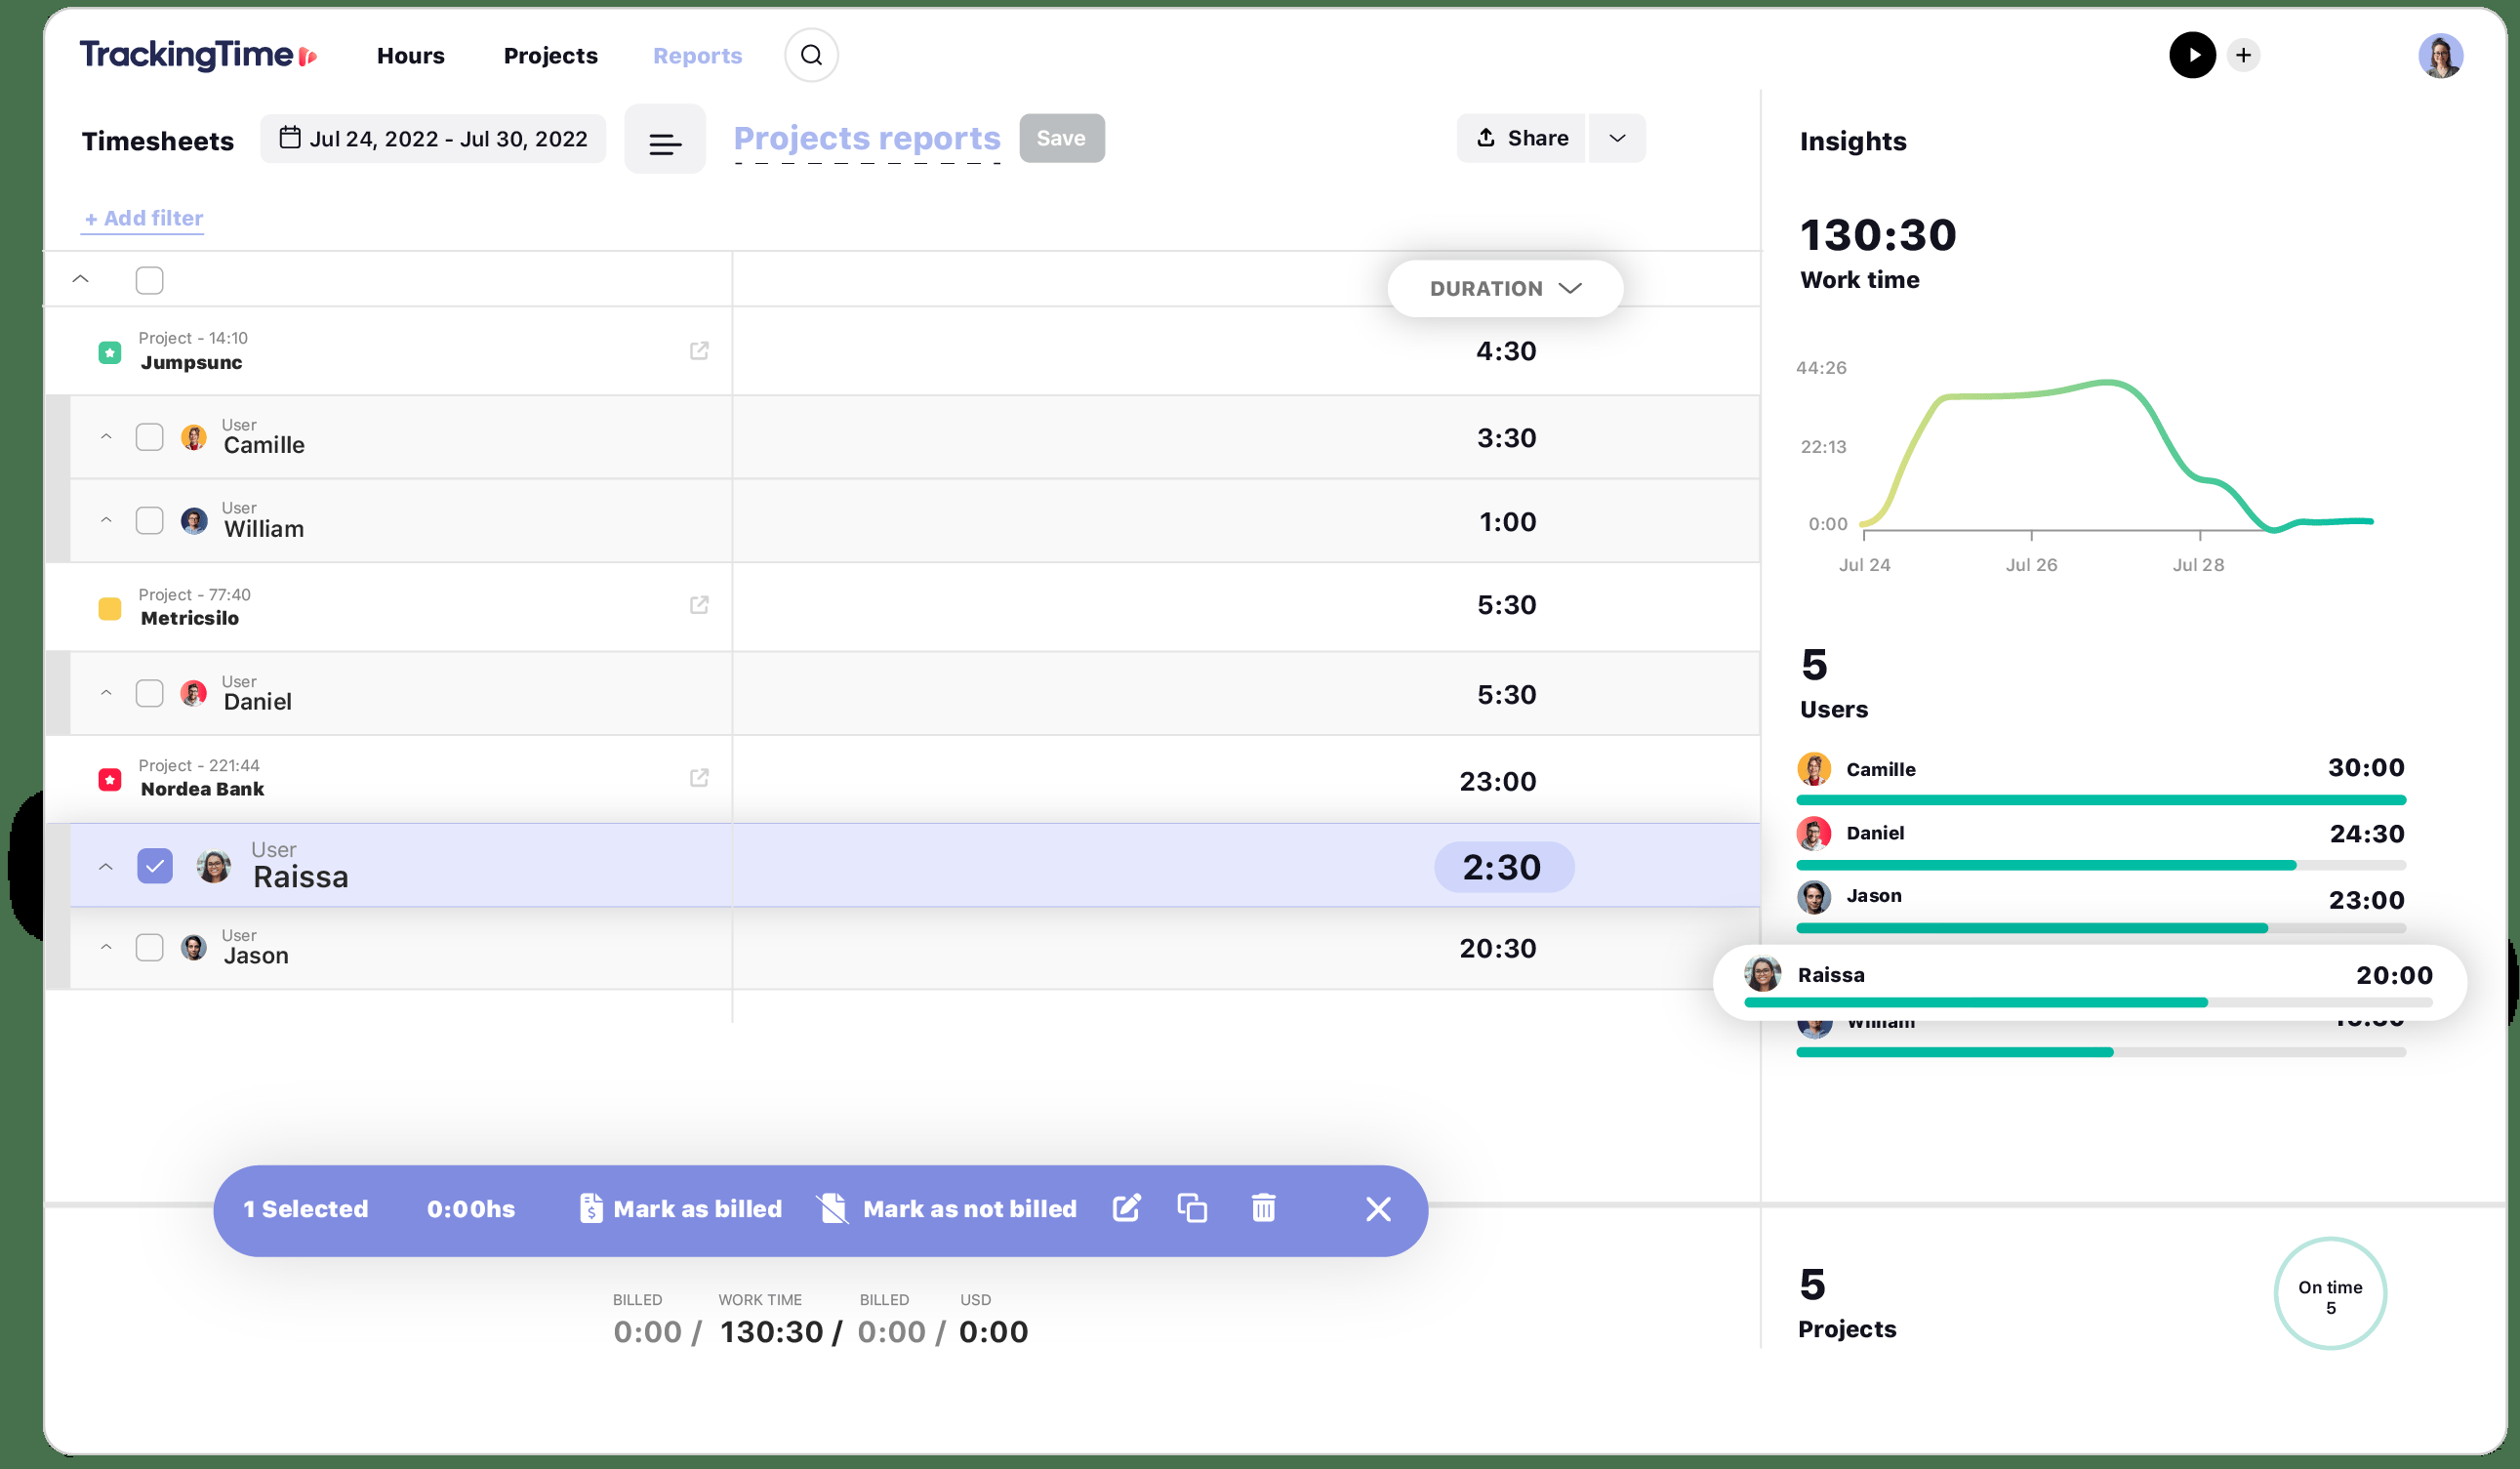 TrackingTime
Hours
Projects
Reports
Timesheets
Jul 24, 2022 - Jul 30, 2022
Projects reports
Save
Share
+ Add filter
DURATION
Project - 14:10
Jumpsunc
4:30
User
Camille
3:30
User
William
1:00
Project - 77:40
Metricsilo
5:30
User
Daniel
5:30
Project - 221:44
Nordea Bank
23:00
User
Raissa
2:30
User
Jason
20:30
1 Selected
0:00hs
Mark as billed
Mark as not billed
BILLED
WORK TIME
BILLED
USD
0:00 / 130:30 / 0:00 / 0:00
Insights
130:30
Work time
44:26
22:13
0:00
Jul 24
Jul 26
Jul 28
5
Users
Camille
30:00
Daniel
24:30
Jason
23:00
Raissa
20:00
William
5
Projects
On time
5